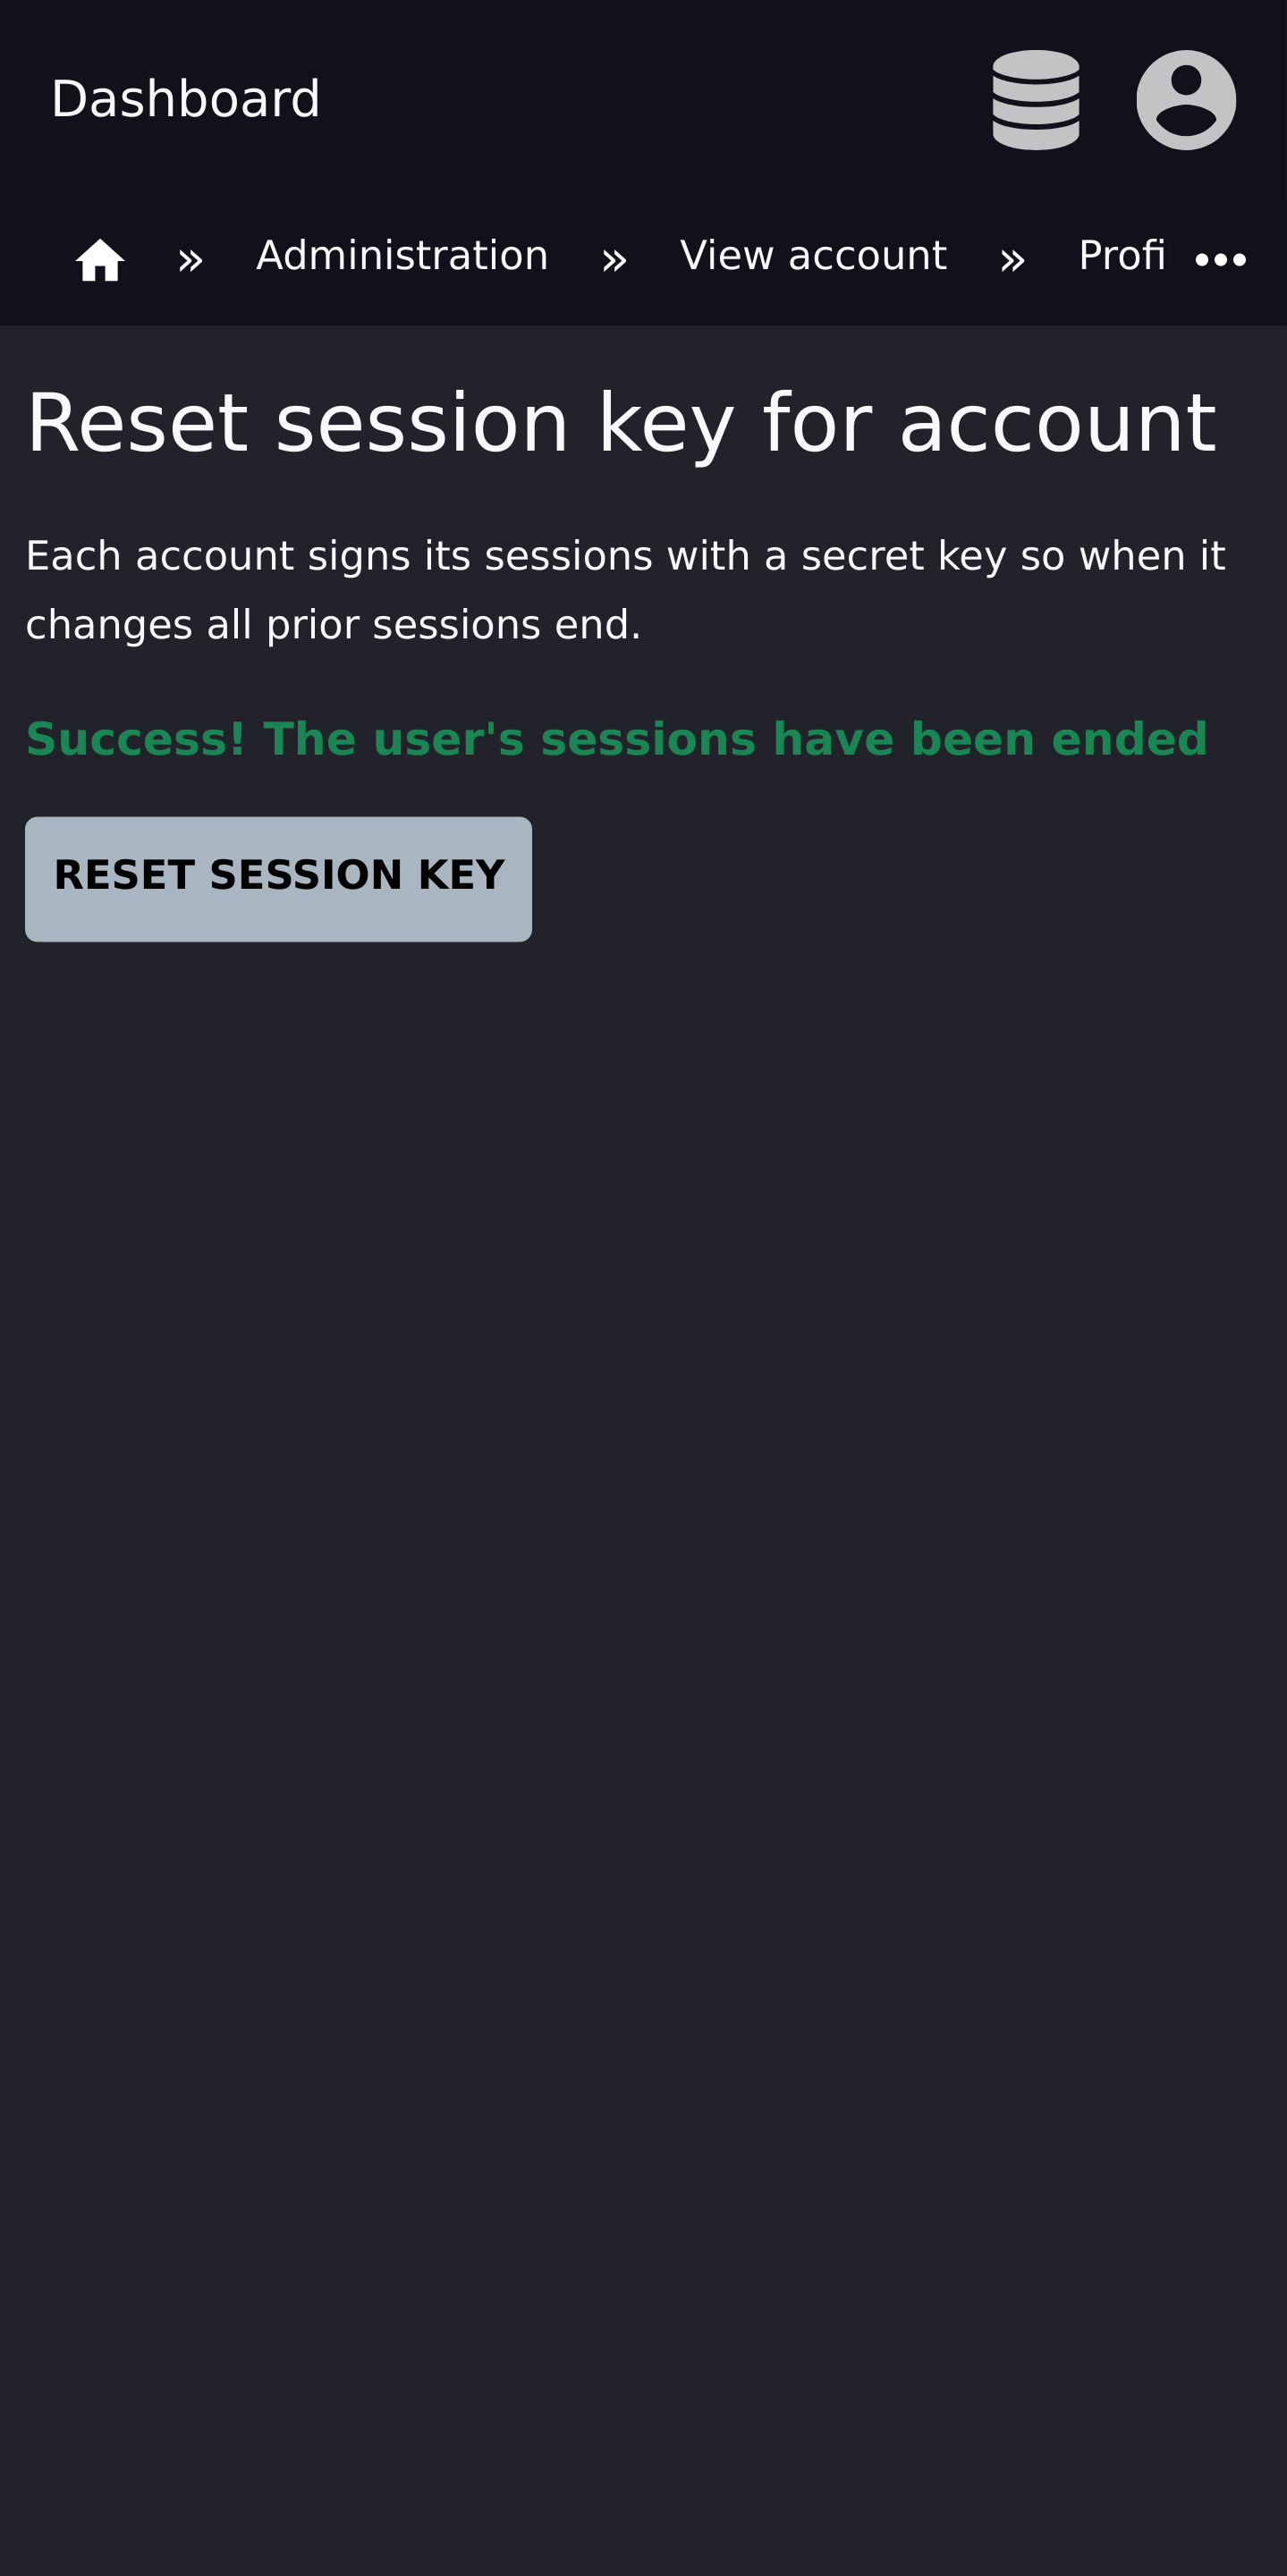 Dashboard
» Administration » View account » Profi •••
Reset session key for account
Each account signs its sessions with a secret key so when it
changes all prior sessions end.
Success! The user's sessions have been ended
RESET SESSION KEY